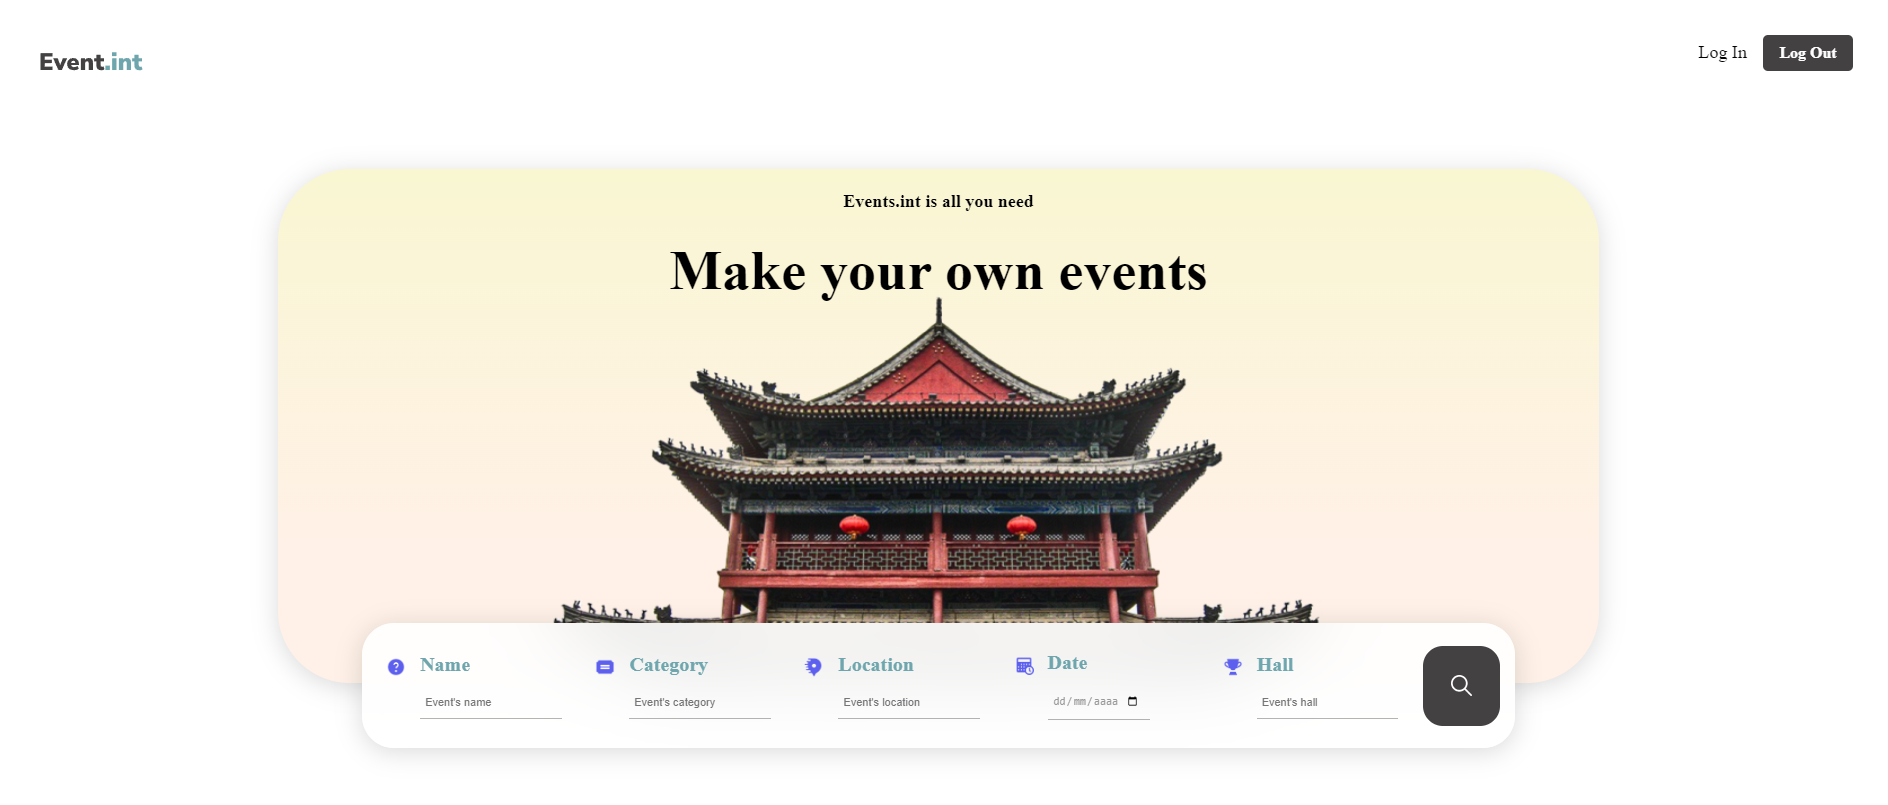 Event.int
Log In
Log Out
Events.int is all you need
Make your own events
Name
Category
Location
Date
Hall
Event's name
Event's category
Event's location
dd/mm/aaaa
Event's hall